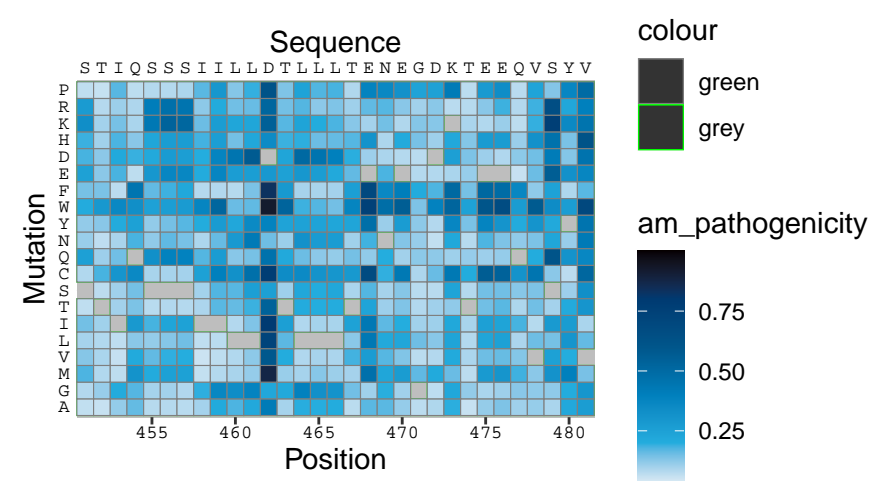 Sequence
STIQSSSIILLDTLLLTENEGDKTEEQVSYV
P
R
K
H
D
E
F
W
Y
N
Q
C
S
T
I
L
V
M
G
A
Mutation
455 460 465 470 475 480
Position
colour
green
grey
am_pathogenicity
0.75
0.50
0.25